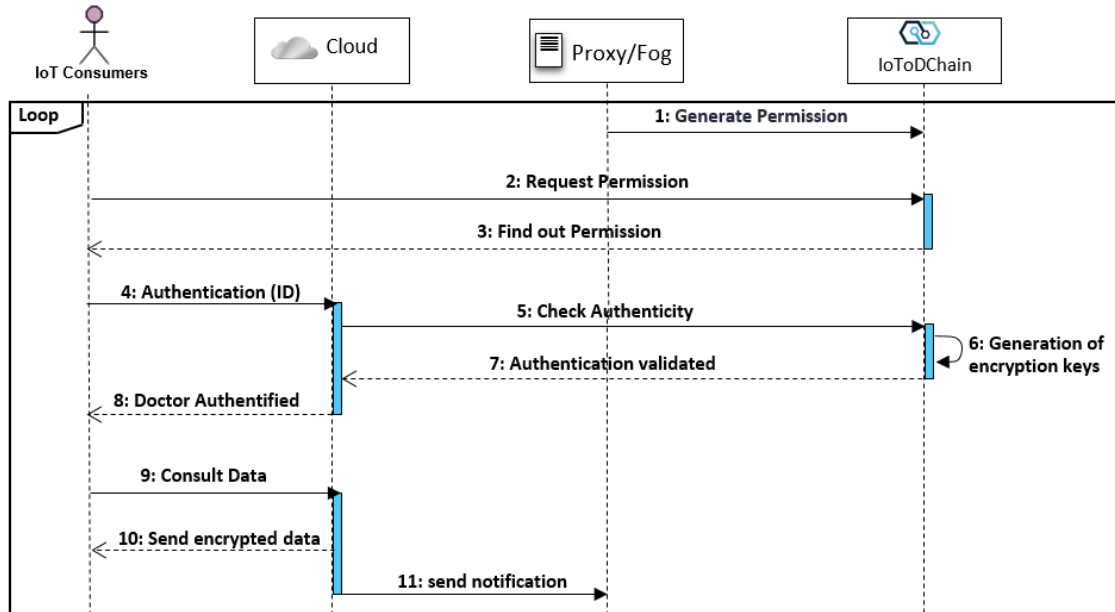 IoT Consumers
Cloud
Proxy/Fog
IoToDChain
Loop
1: Generate Permission
2: Request Permission
3: Find out Permission
4: Authentication (ID)
5: Check Authenticity
6: Generation of
encryption keys
7: Authentication validated
8: Doctor Authentified
9: Consult Data
10: Send encrypted data
11: send notification